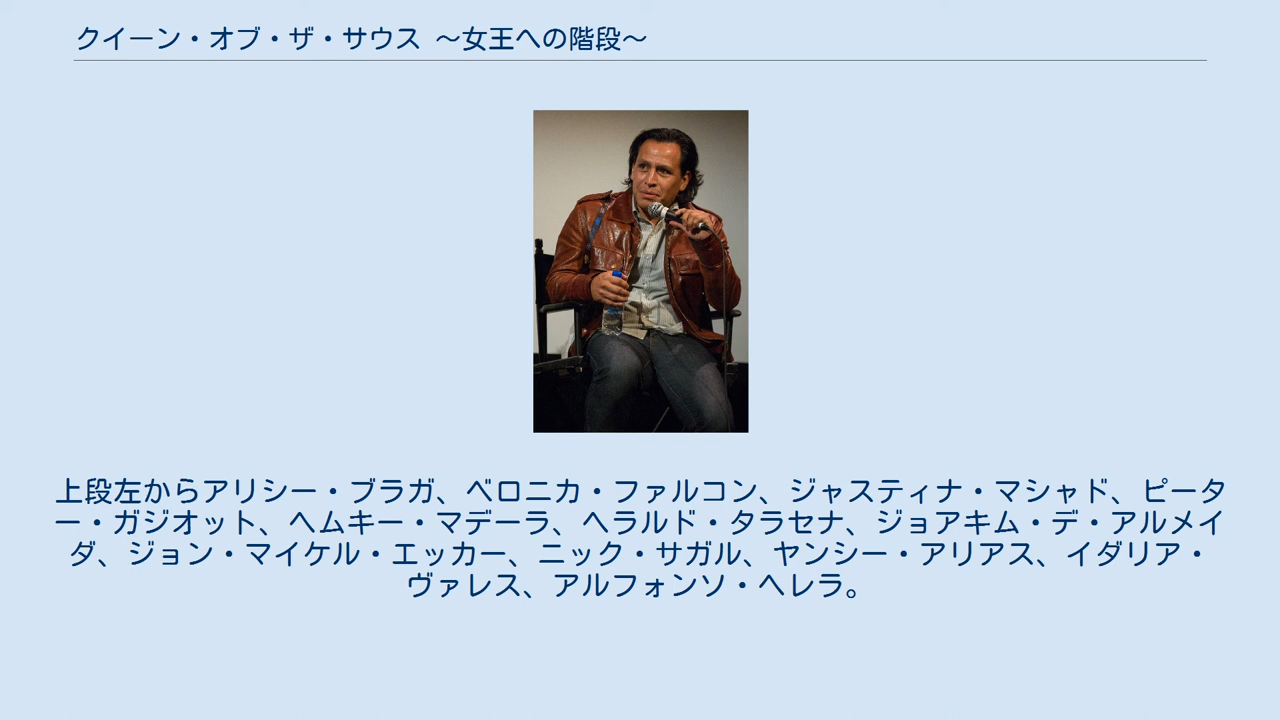 クイーン・オブ・ザ・サウス ～女王への階段～
上段左からアリシー・ブラガ、ベロニカ・ファルコン、ジャスティナ・マシャド、ピータ
ー・ガジオット、ヘムキー・マデーラ、ヘラルド・タラセナ、ジョアキム・デ・アルメイ
ダ、ジョン・マイケル・エッカー、ニック・サガル、ヤンシー・アリアス、イダリア・
ヴァレス、アルフォンソ・ヘレラ。